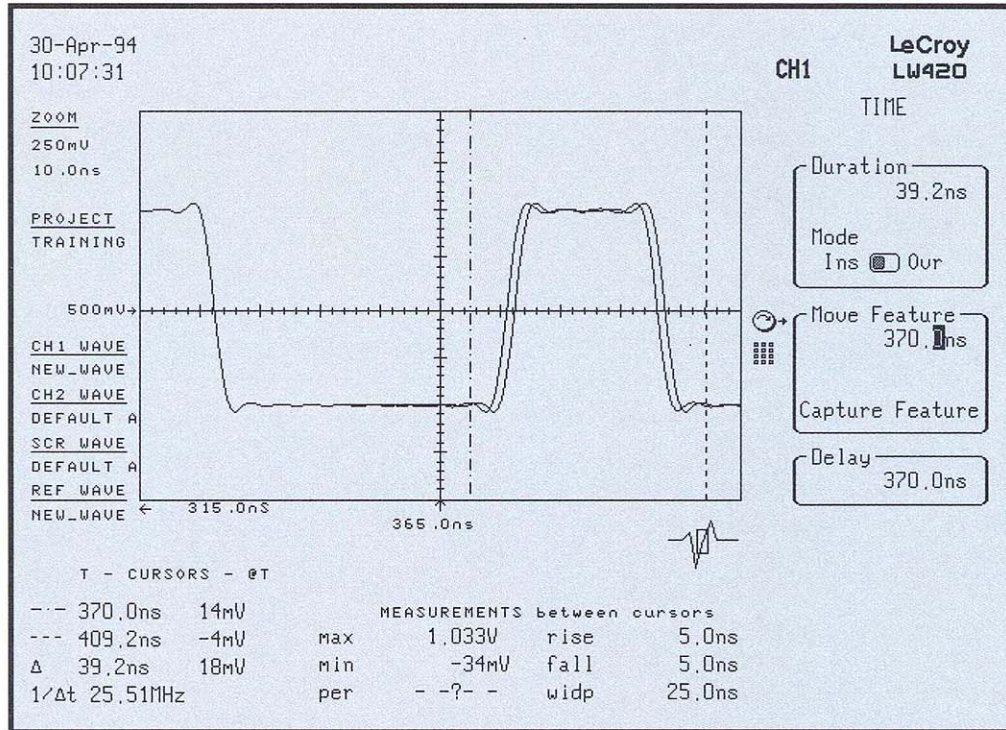 30-Apr-94
10:07:31
CH1
LeCroy
LW420
TIME
ZOOM
250mV
10.0ns
PROJECT
TRAINING
500mV
CH1 WAVE
NEW_WAVE
CH2 WAVE
DEFAULT A
SCR WAVE
DEFAULT A
REF WAVE
NEW_WAVE
315.0nS
365.0ns
Duration
39.2ns
Mode
Ins Ovr
Move Feature
370.0ns
Capture Feature
Delay
370.0ns
T - CURSORS - @T
--- 370.0ns 14mV
--- 409.2ns -4mV
Δ 39.2ns 18mV
1/Δt 25.51MHz
MEASUREMENTS between cursors
max 1.033V rise 5.0ns
min -34mV fall 5.0ns
per - -?- - widp 25.0ns